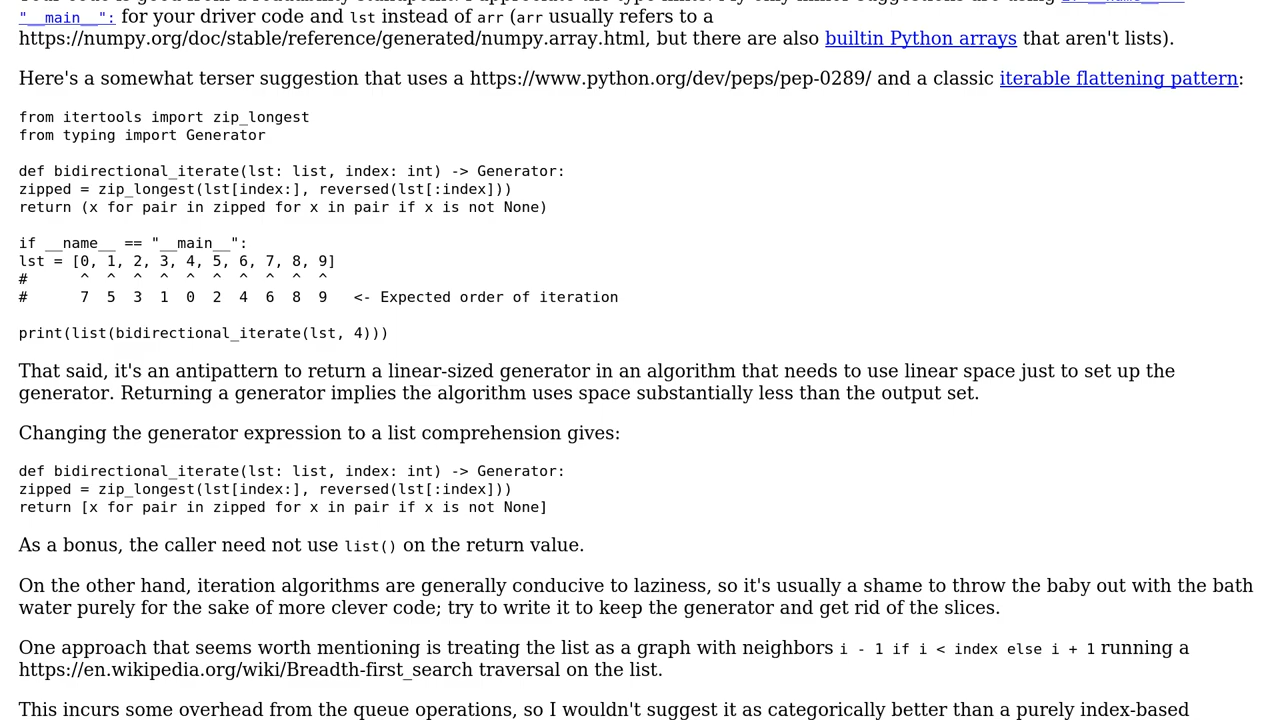 "__main__": for your driver code and lst instead of arr (arr usually refers to a
https://numpy.org/doc/stable/reference/generated/numpy.array.html, but there are also builtin Python arrays that aren't lists).
Here's a somewhat terser suggestion that uses a https://www.python.org/dev/peps/pep-0289/ and a classic iterable flattening pattern:
from itertools import zip_longest
from typing import Generator
def bidirectional_iterate(lst: list, index: int) -> Generator:
zipped = zip_longest(lst[index:], reversed(lst[:index]))
return (x for pair in zipped for x in pair if x is not None)
if __name__ == "__main__":
lst = [0, 1, 2, 3, 4, 5, 6, 7, 8, 9]
#      ^  ^  ^  ^  ^  ^  ^  ^  ^  ^
#      7  5  3  1  0  2  4  6  8  9   <- Expected order of iteration
print(list(bidirectional_iterate(lst, 4)))
That said, it's an antipattern to return a linear-sized generator in an algorithm that needs to use linear space just to set up the
generator. Returning a generator implies the algorithm uses space substantially less than the output set.
Changing the generator expression to a list comprehension gives:
def bidirectional_iterate(lst: list, index: int) -> Generator:
zipped = zip_longest(lst[index:], reversed(lst[:index]))
return [x for pair in zipped for x in pair if x is not None]
As a bonus, the caller need not use list() on the return value.
On the other hand, iteration algorithms are generally conducive to laziness, so it's usually a shame to throw the baby out with the bath
water purely for the sake of more clever code; try to write it to keep the generator and get rid of the slices.
One approach that seems worth mentioning is treating the list as a graph with neighbors i - 1 if i < index else i + 1 running a
https://en.wikipedia.org/wiki/Breadth-first_search traversal on the list.
This incurs some overhead from the queue operations, so I wouldn't suggest it as categorically better than a purely index-based